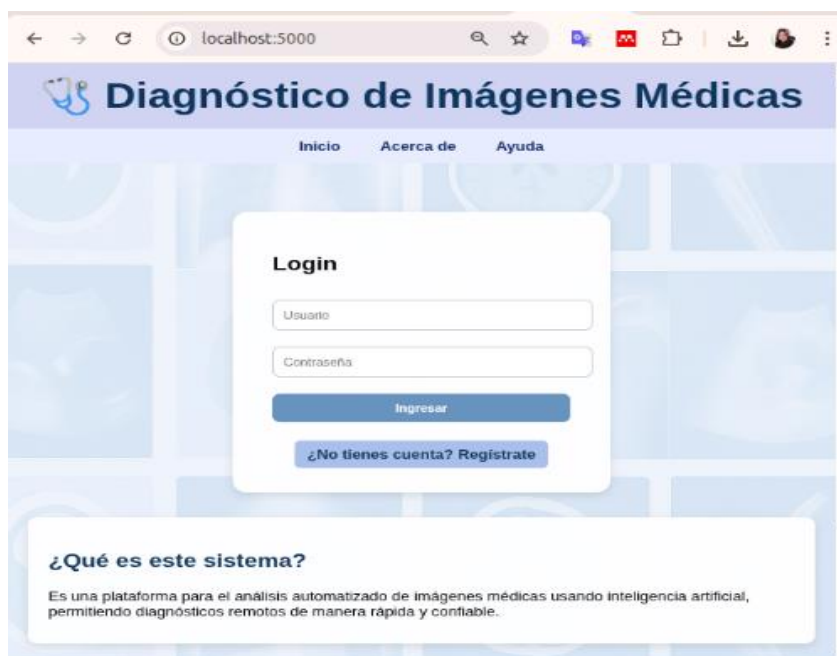 localhost:5000
Diagnóstico de Imágenes Médicas
Inicio Acerca de Ayuda
Login
Usuario
Contraseña
Ingresar
¿No tienes cuenta? Regístrate
¿Qué es este sistema?
Es una plataforma para el análisis automatizado de imágenes médicas usando inteligencia artificial,
permitiendo diagnósticos remotos de manera rápida y confiable.